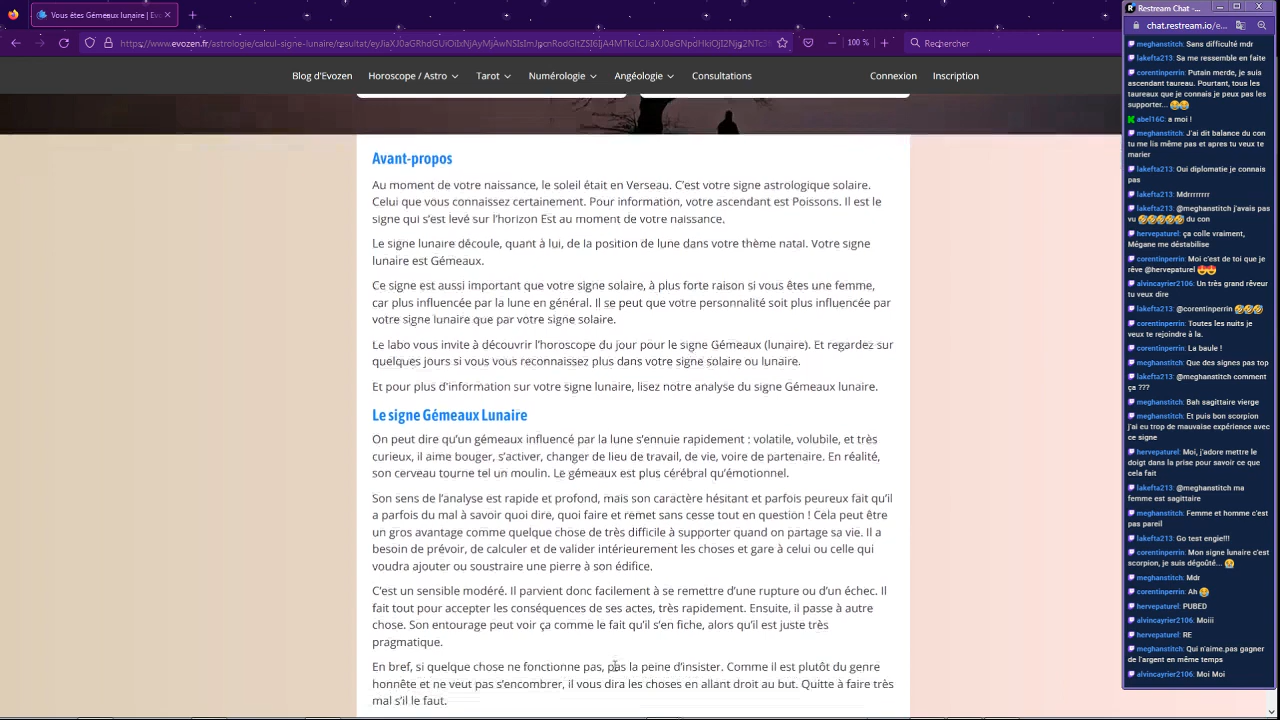 Vous êtes Gémeaux lunaire | Evozen
https://www.evozen.fr/astrologie/calcul-signe-lunaire/resultat/
100 %
Rechercher
Blog d'Evozen
Horoscope / Astro
Tarot
Numérologie
Angéologie
Consultations
Connexion
Inscription
Avant-propos
Au moment de votre naissance, le soleil était en Verseau. C'est votre signe astrologique solaire.
Celui que vous connaissez certainement. Pour information, votre ascendant est Poissons. Il est le
signe qui s'est levé sur l'horizon Est au moment de votre naissance.
Le signe lunaire découle, quant à lui, de la position de lune dans votre thème natal. Votre signe
lunaire est Gémeaux.
Ce signe est aussi important que votre signe solaire, à plus forte raison si vous êtes une femme,
car plus influencée par la lune en général. Il se peut que votre personnalité soit plus influencée par
votre signe lunaire que par votre signe solaire.
Le labo vous invite à découvrir l'horoscope du jour pour le signe Gémeaux (lunaire). Et regardez sur
quelques jours si vous vous reconnaissez plus dans votre signe solaire ou lunaire.
Et pour plus d'information sur votre signe lunaire, lisez notre analyse du signe Gémeaux lunaire.
Le signe Gémeaux Lunaire
On peut dire qu'un gémeaux influencé par la lune s'ennuie rapidement : volatile, volubile, et très
curieux, il aime bouger, s'activer, changer de lieu de travail, de vie, voire de partenaire. En réalité,
son cerveau tourne tel un moulin, le gémeaux est plus cérébral qu'émotionnel.
Son sens de l'analyse est rapide et profond, mais son caractère hésitant et parfois peureux fait qu'il
a parfois du mal à savoir quoi dire, quoi faire et remet sans cesse tout en question ! Cela peut être
un gros avantage comme quelque chose de très difficile à supporter quand on partage sa vie. Il a
besoin de prévoir, de calculer et de valider intérieurement les choses et gare à celui ou celle qui
voudra ajouter ou soustraire une pierre à son édifice.
C'est un sensible modéré. Il parvient donc facilement à se remettre d'une rupture ou d'un échec. Il
fait tout pour accepter les conséquences de ses actes, très rapidement. Ensuite, il passe à autre
chose. Son entourage peut voir ça comme le fait qu'il s'en fiche, alors qu'il est juste très
pragmatique.
En bref, si quelque chose ne fonctionne pas, pas la peine d'insister. Comme il est plutôt du genre
honnête et ne veut pas s'encombrer, il vous dira les choses en allant droit au but. Quitte à faire très
mal s'il le faut.
Restream Chat -...
chat.restream.io/e...
meghanstitch: Sans difficulté mdr
lakefta213: Sa me ressemble en faite
corentinperrin: Putain merde, je suis
ascendant taureau. Pourtant, tous les
taureaux que je connais je peux pas les
supporter... 😂😂
abel16C: a moi !
meghanstitch: J'ai dit balance du con
tu me lis même pas et apres tu veux te
marier
lakefta213: Oui diplomatie je connais
pas
lakefta213: Mdrrrrrrrr
lakefta213: @meghanstitch j'avais pas
vu 🤣🤣🤣🤣🤣 du con
hervepaturel: ça colle vraiment,
Mégane me déstabilise
corentinperrin: Moi c'est de toi que je
rêve @hervepaturel 😍😍
alvincayrier2106: Un très grand rêveur
tu veux dire
lakefta213: @corentinperrin 🤣🤣🤣
corentinperrin: Toutes les nuits je
veux te rejoindre à la.
corentinperrin: La baule !
meghanstitch: Que des signes pas top
lakefta213: @meghanstitch comment
ça ???
meghanstitch: Bah sagittaire vierge
meghanstitch: Et puis bon scorpion
j'ai eu trop de mauvaise expérience avec
ce signe
hervepaturel: Moi, j'adore mettre le
doigt dans la prise pour savoir ce que
cela fait
lakefta213: @meghanstitch ma
femme est sagittaire
meghanstitch: Femme et homme c'est
pas pareil
lakefta213: Go test engie!!!
corentinperrin: Mon signe lunaire c'est
scorpion, je suis dégoûté... 😭
meghanstitch: Mdr
corentinperrin: Ah 😂
hervepaturel: PUBED
alvincayrier2106: Moiii
hervepaturel: RE
meghanstitch: Qui n'aime.pas gagner
de l'argent en même temps
alvincayrier2106: Moi Moi